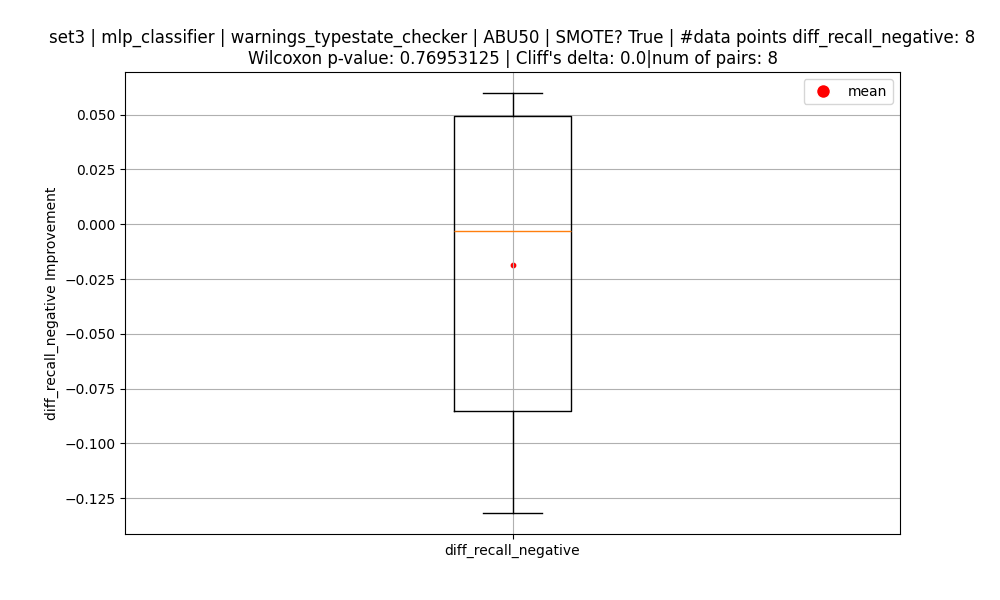 set3 | mlp_classifier | warnings_typestate_checker | ABU50 | SMOTE? True | #data points diff_recall_negative: 8
Wilcoxon p-value: 0.76953125 | Cliff's delta: 0.0|num of pairs: 8
mean
0.050
0.025
0.000
−0.025
−0.050
−0.075
−0.100
−0.125
diff_recall_negative Improvement
diff_recall_negative